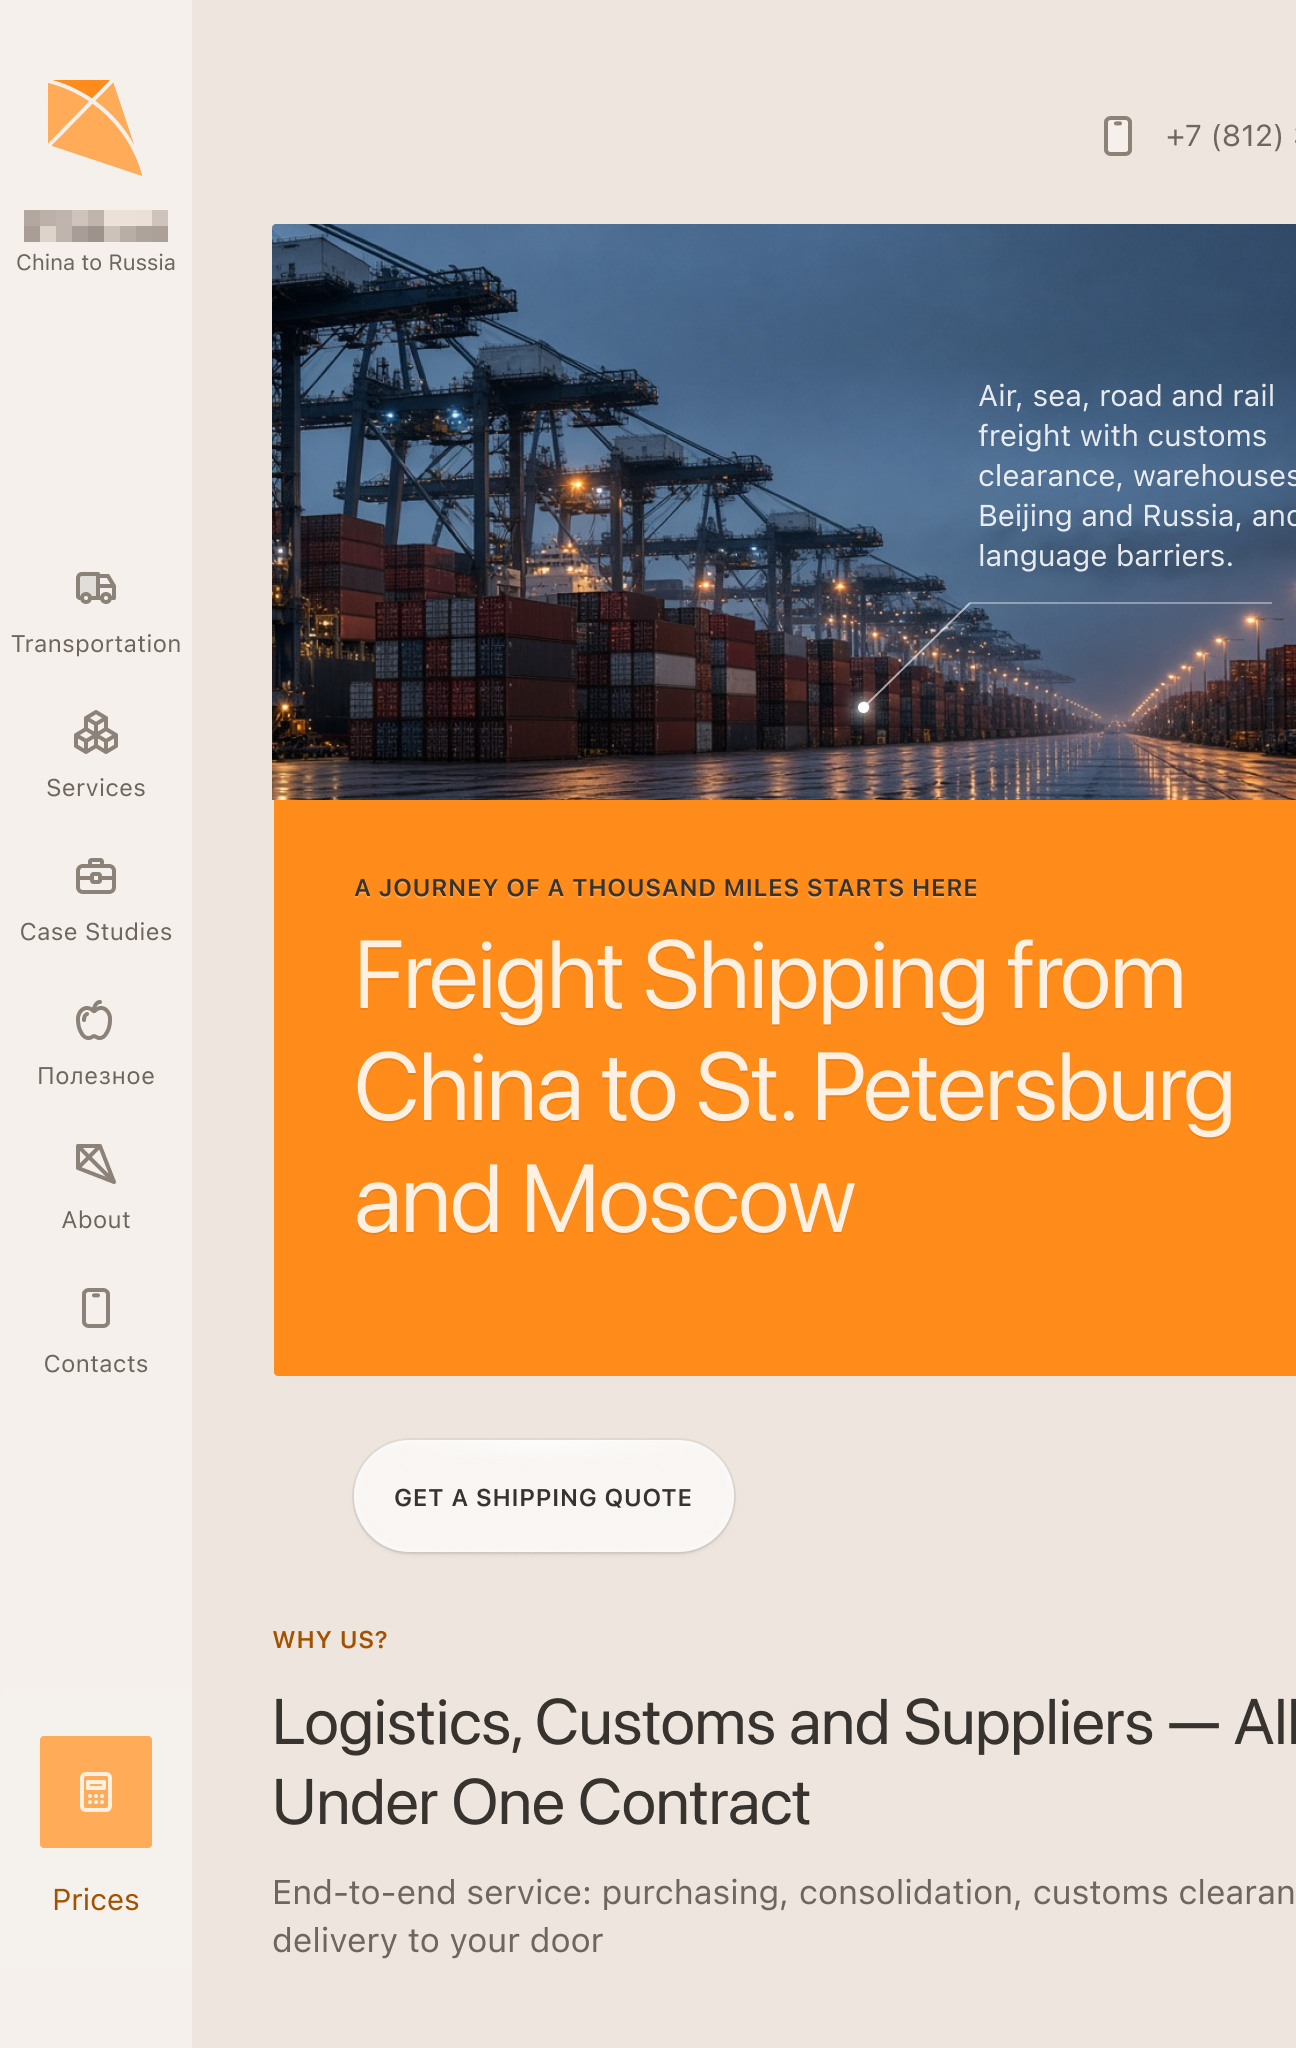 China to Russia
Transportation
Services
Case Studies
Полезное
About
Contacts
Prices
+7 (812)
Air, sea, road and rail
freight with customs
clearance, warehouses
Beijing and Russia, and
language barriers.
A JOURNEY OF A THOUSAND MILES STARTS HERE
Freight Shipping from
China to St. Petersburg
and Moscow
GET A SHIPPING QUOTE
WHY US?
Logistics, Customs and Suppliers — All
Under One Contract
End-to-end service: purchasing, consolidation, customs clearan
delivery to your door